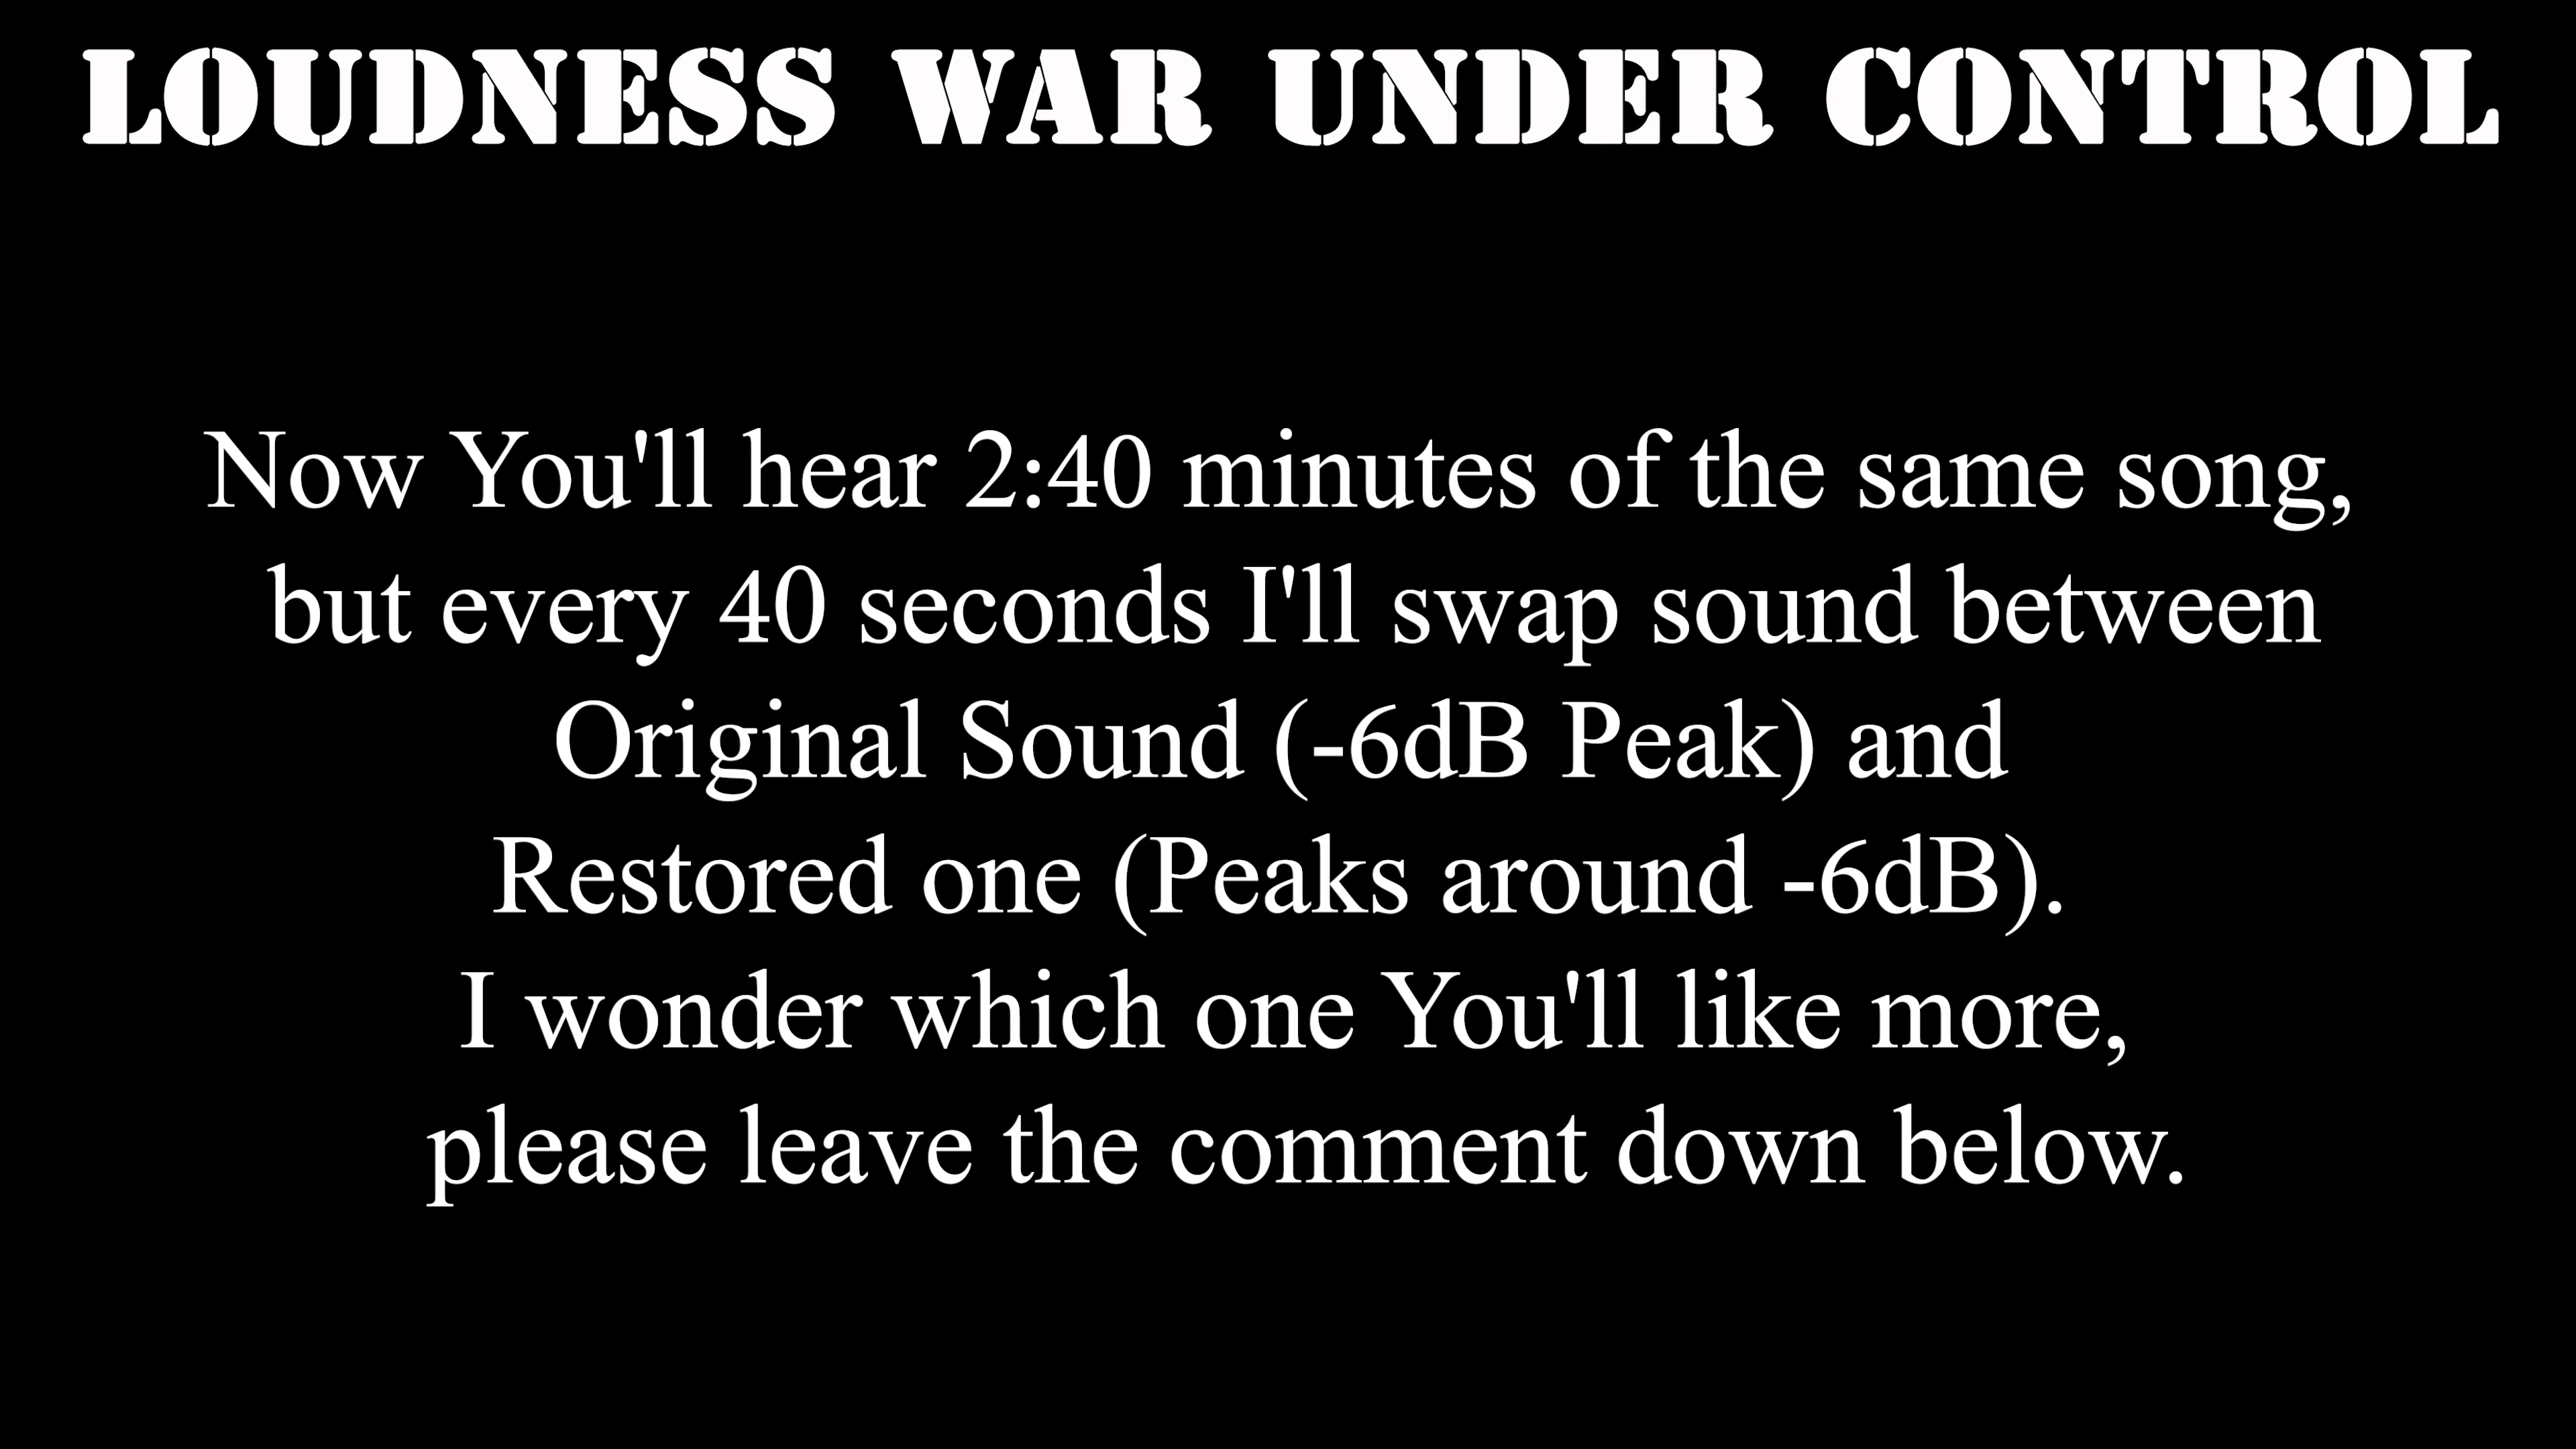 LOUDNESS WAR UNDER CONTROL
Now You'll hear 2:40 minutes of the same song,
but every 40 seconds I'll swap sound between
Original Sound (-6dB Peak) and
Restored one (Peaks around -6dB).
I wonder which one You'll like more,
please leave the comment down below.